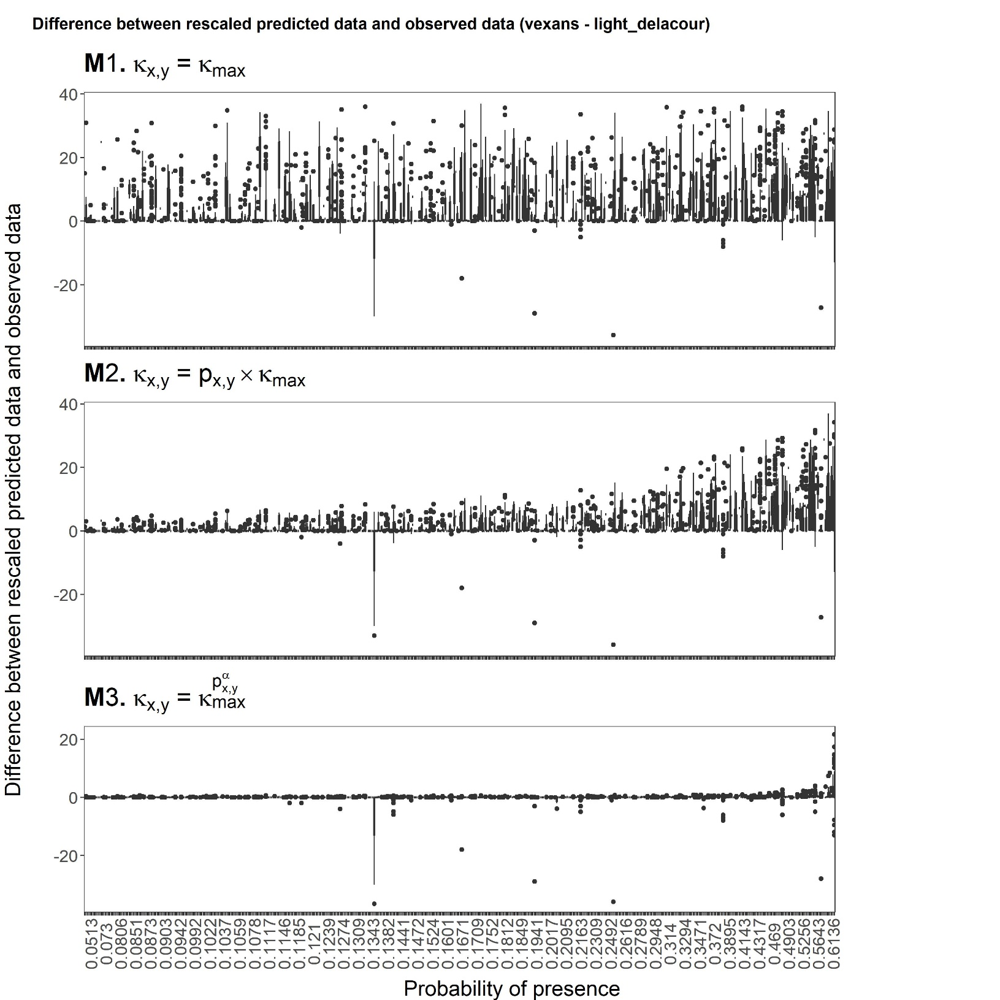 Difference between rescaled predicted data and observed data (vexans - light_delacour)
M1. κx,y = κmax
40
20
0
-20
M2. κx,y = px,y × κmax
40
20
0
-20
M3. κx,y = κmax^px,y^α
20
0
-20
Difference between rescaled predicted data and observed data
0.0513 0.073 0.0806 0.0851 0.0873 0.0903 0.0942 0.0992 0.1022 0.1037 0.1059 0.1078 0.1117 0.1146 0.1185 0.121 0.1239 0.1274 0.1309 0.1343 0.1382 0.1441 0.1472 0.1524 0.1601 0.1671 0.1709 0.1752 0.1812 0.1849 0.1941 0.2017 0.2095 0.2163 0.2309 0.2492 0.2616 0.2789 0.2948 0.314 0.3294 0.3471 0.372 0.3895 0.4143 0.4317 0.469 0.4903 0.5256 0.5643 0.6136
Probability of presence